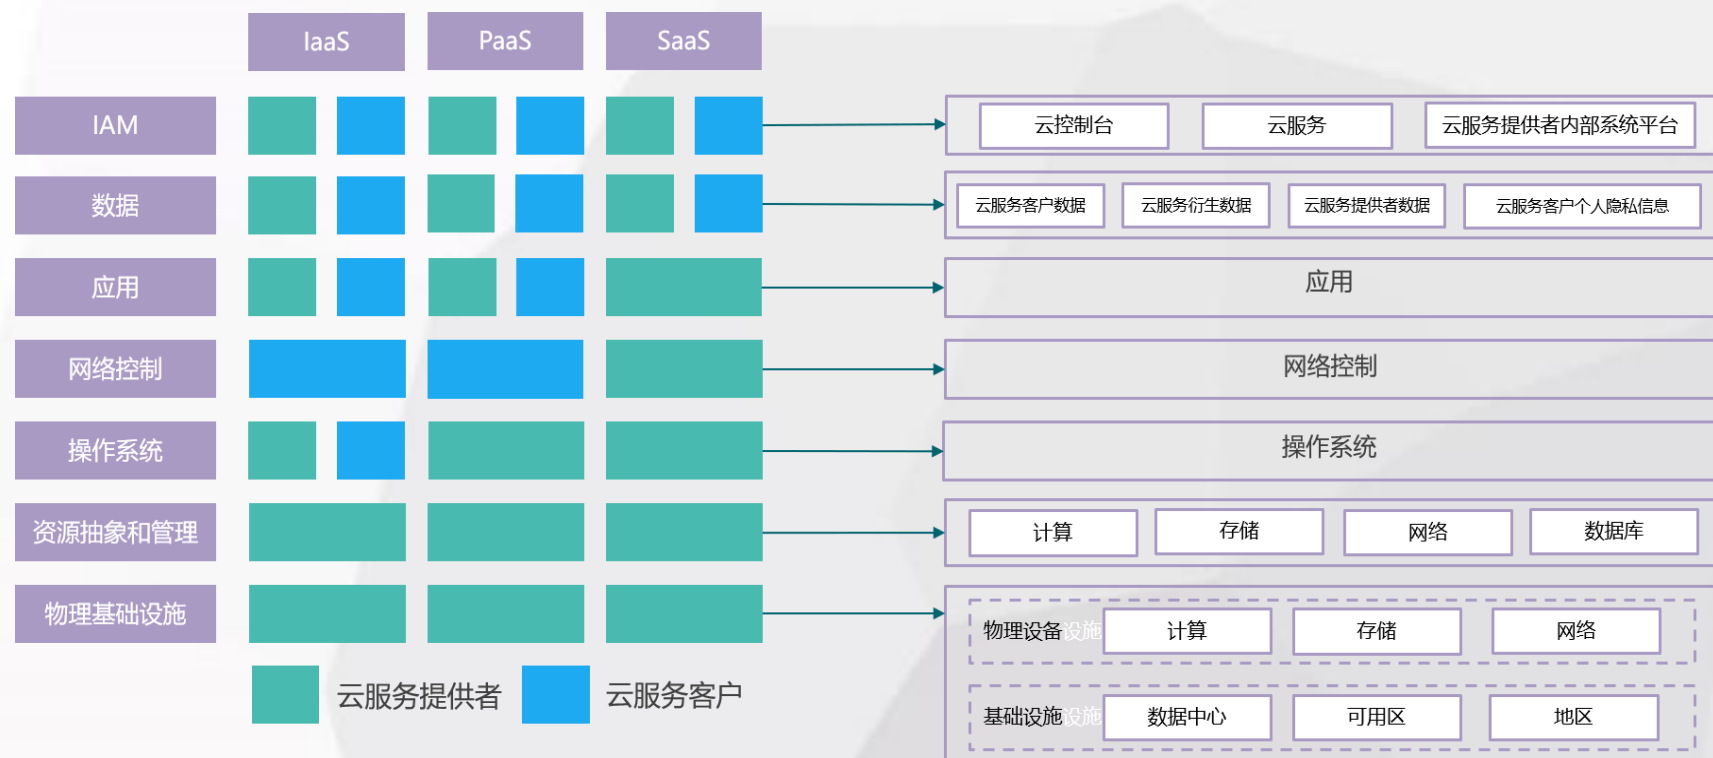 IaaS PaaS SaaS
IAM
云控制台 云服务 云服务提供者内部系统平台
数据
云服务客户数据 云服务衍生数据 云服务提供者数据 云服务客户个人隐私信息
应用
应用
网络控制
网络控制
操作系统
操作系统
资源抽象和管理
计算 存储 网络 数据库
物理基础设施
物理设备设施 计算 存储 网络
云服务提供者 云服务客户
基础设施设施 数据中心 可用区 地区